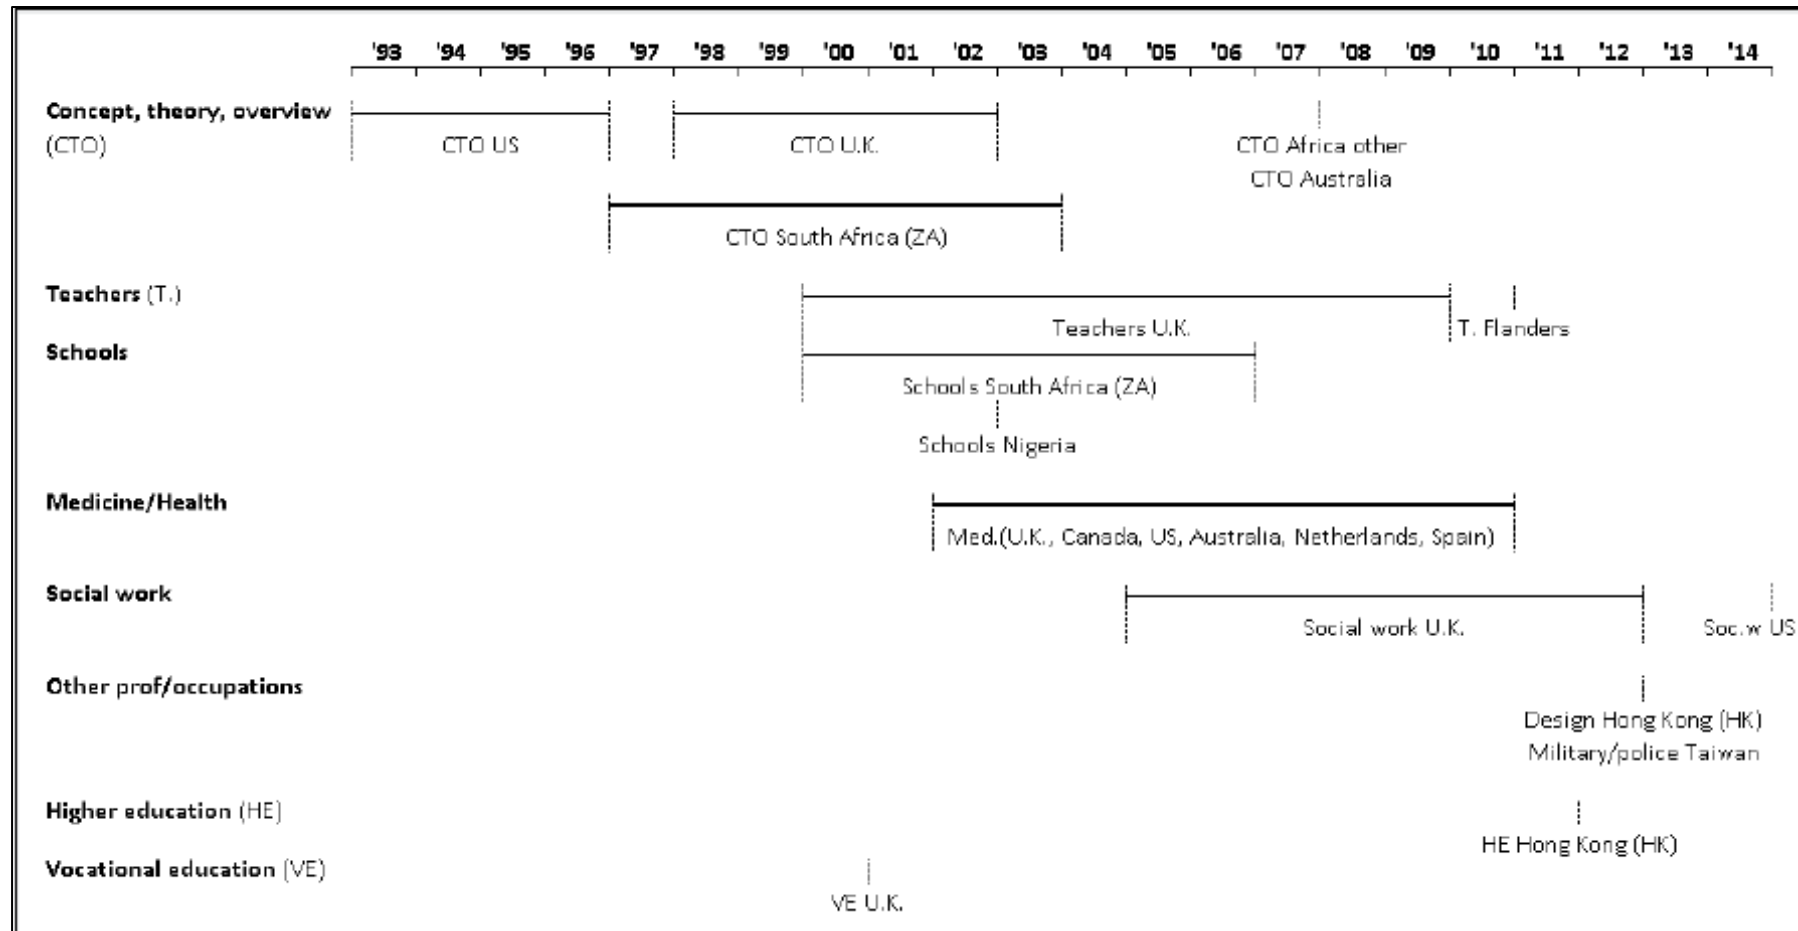 '93 '94 '95 '96 '97 '98 '99 '00 '01 '02 '03 '04 '05 '06 '07 '08 '09 '10 '11 '12 '13 '14
Concept, theory, overview
(CTO)
CTO US
CTO U.K.
CTO Africa other
CTO Australia
CTO South Africa (ZA)
Teachers (T.)
Teachers U.K.
T. Flanders
Schools
Schools South Africa (ZA)
Schools Nigeria
Medicine/Health
Med.(U.K., Canada, US, Australia, Netherlands, Spain)
Social work
Social work U.K.
Soc.w US
Other prof/occupations
Design Hong Kong (HK)
Military/police Taiwan
Higher education (HE)
HE Hong Kong (HK)
Vocational education (VE)
VE U.K.